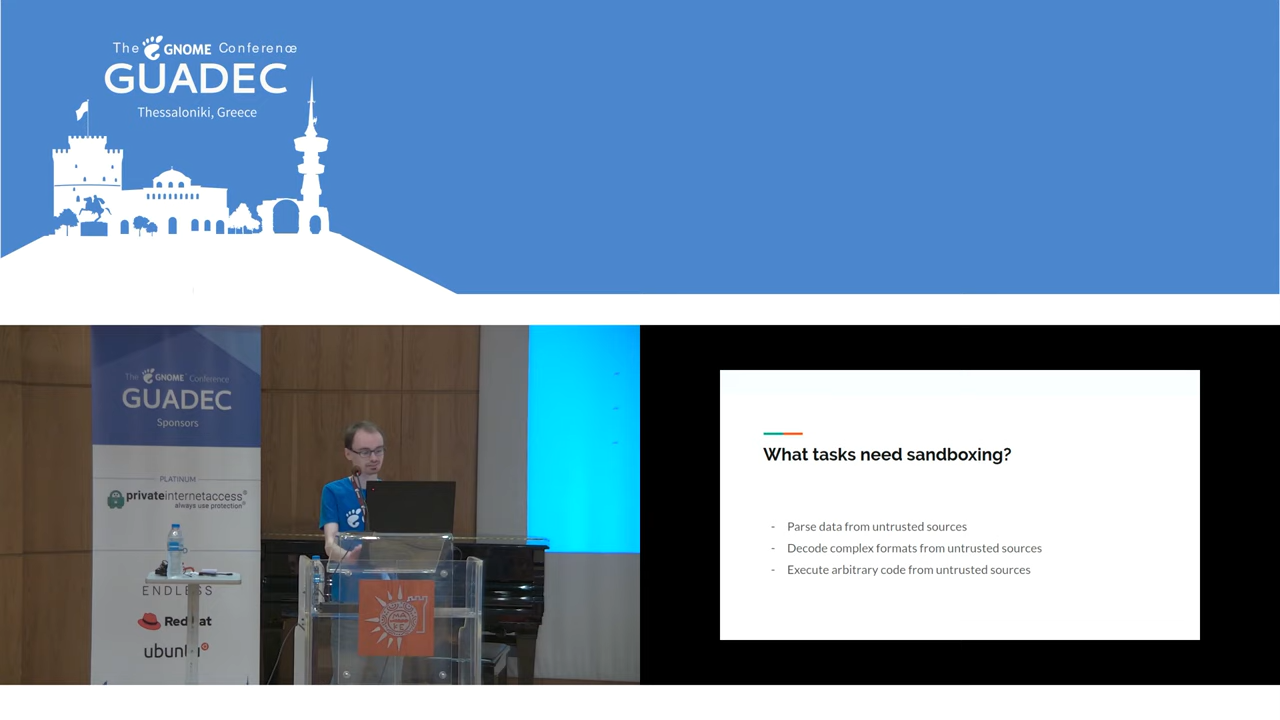 The GNOME Conference
GUADEC
Thessaloniki, Greece
The GNOME Conference
GUADEC
Sponsors
PLATINUM
privateinternetaccess
always use protection
ENDLESS
Red Hat
ubuntu
What tasks need sandboxing?
- Parse data from untrusted sources
- Decode complex formats from untrusted sources
- Execute arbitrary code from untrusted sources